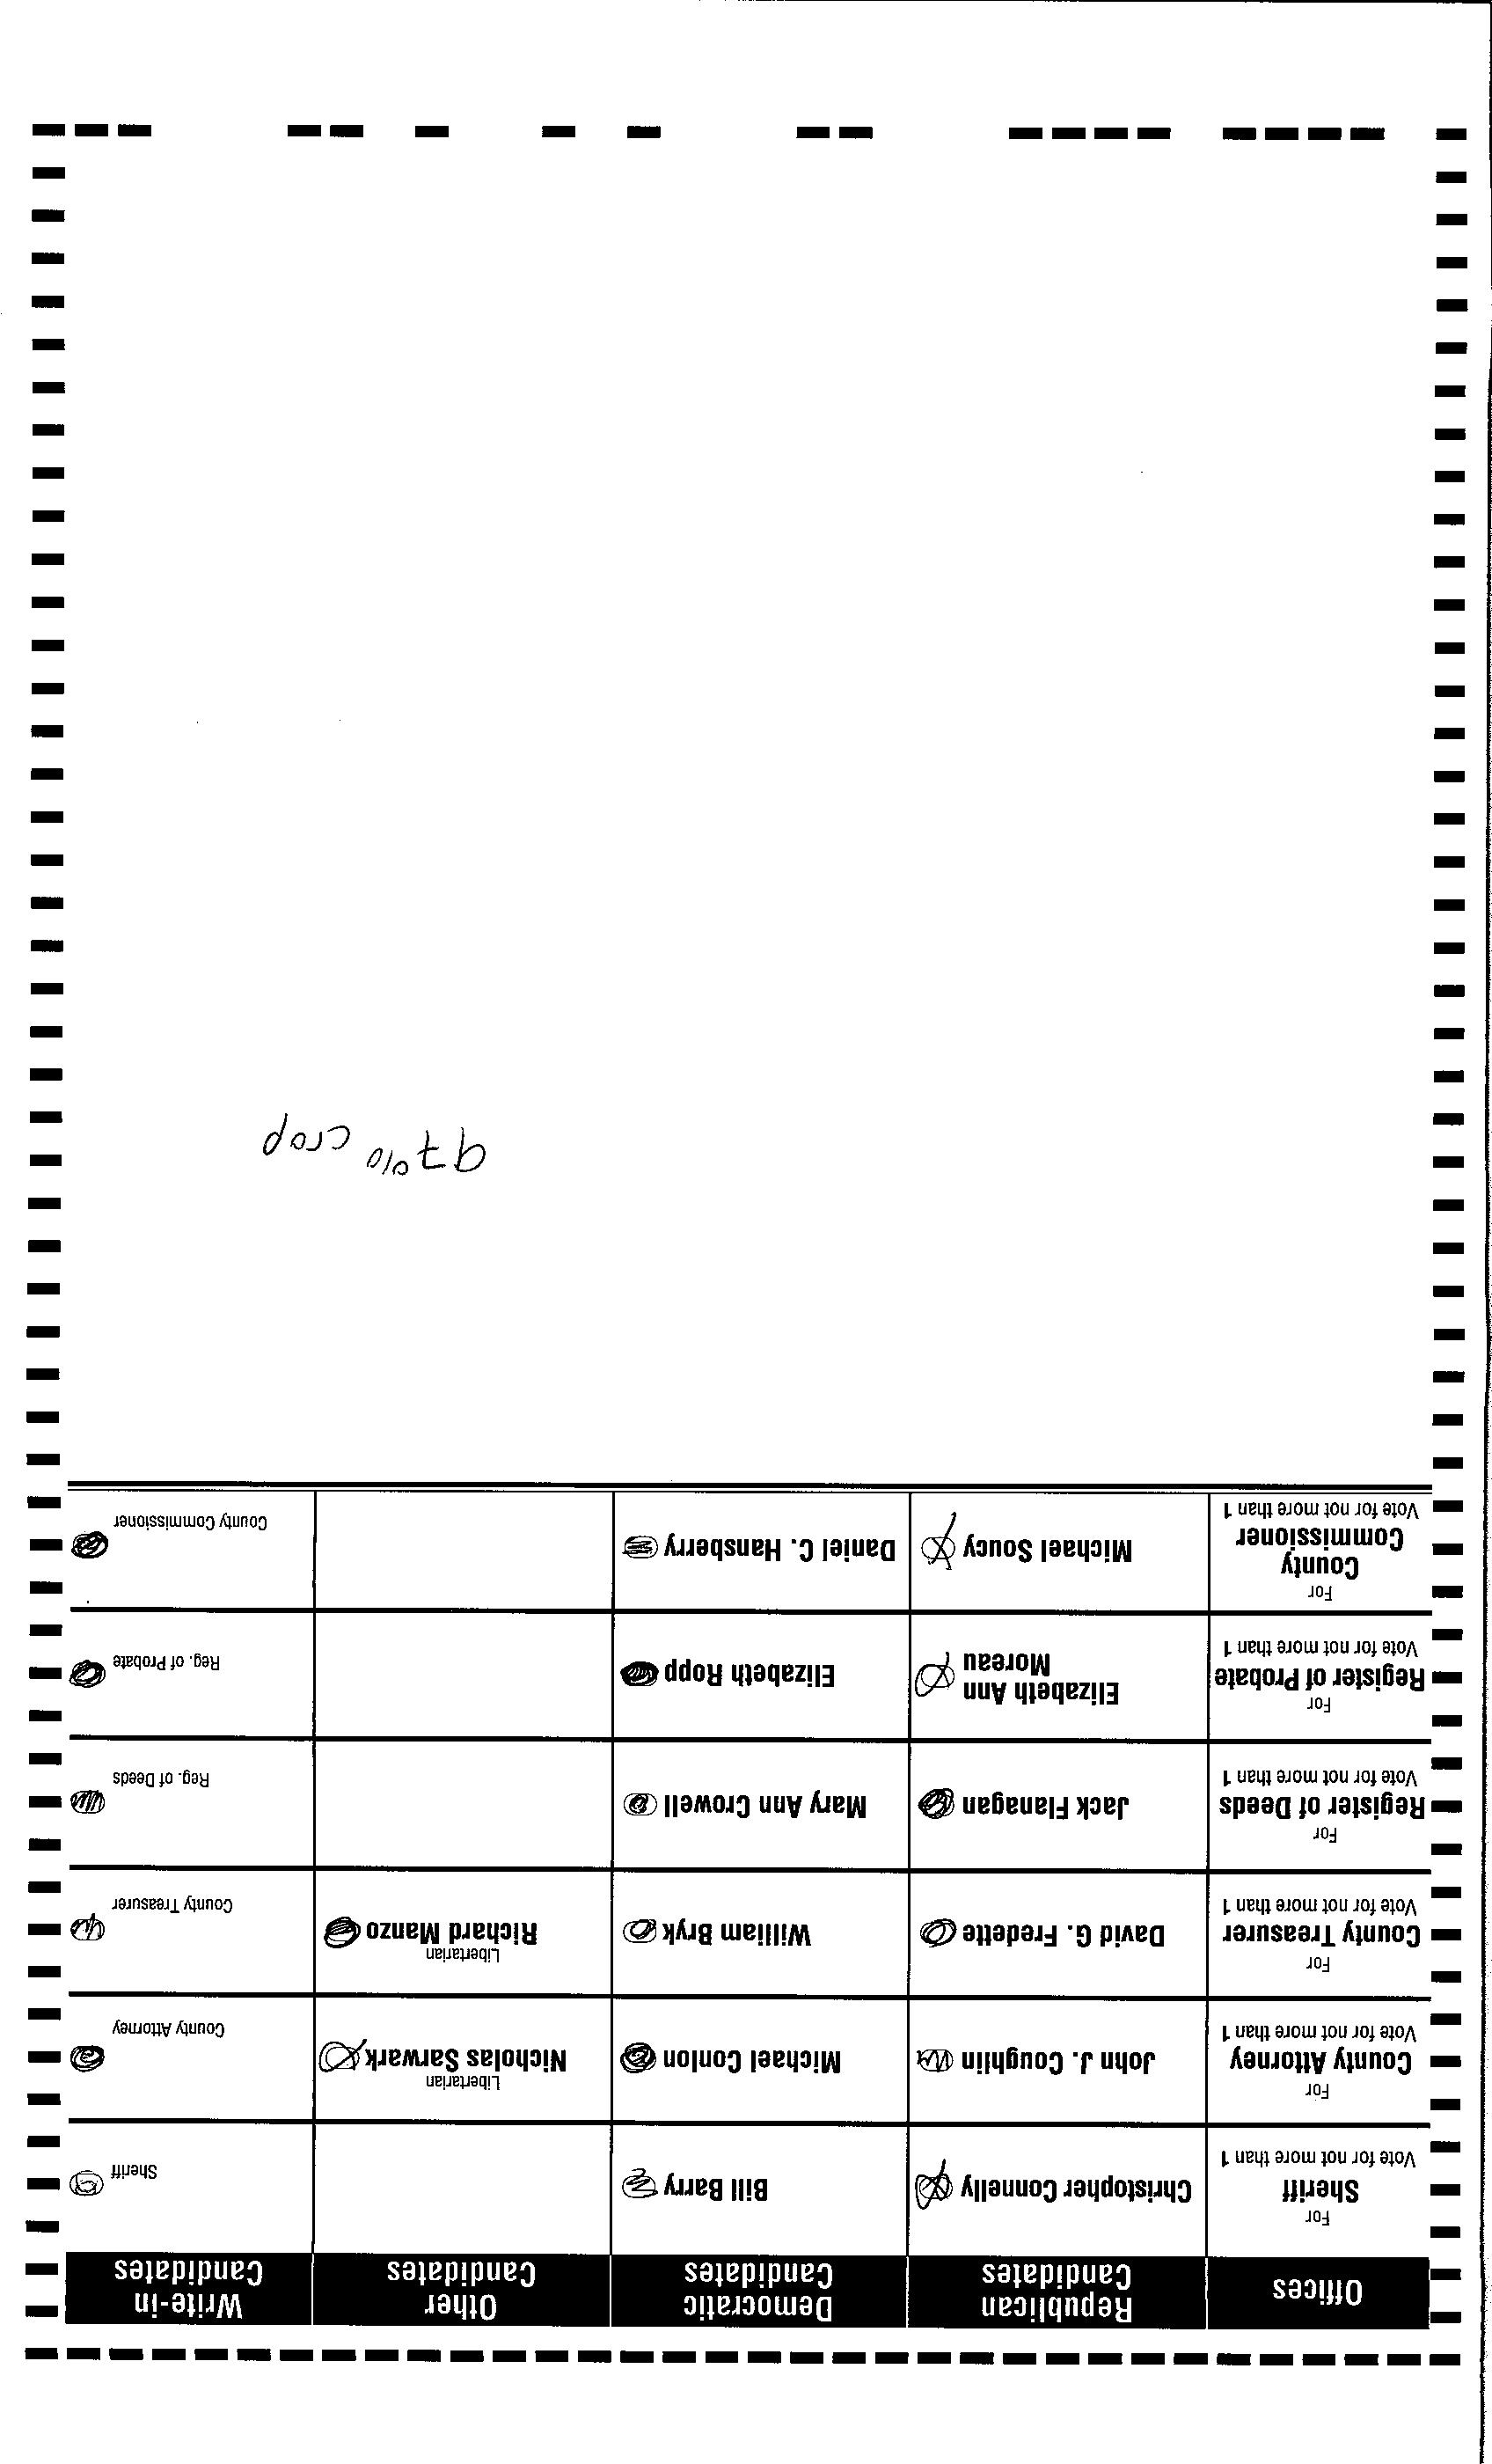 Offices
Republican
Candidates
Democratic
Candidates
Other
Candidates
Write-in
Candidates
For
Sheriff
Vote for not more than 1
Christopher Connelly
Bill Barry
Sheriff
For
County Attorney
Vote for not more than 1
John J. Coughlin
Michael Conlon
Libertarian
Nicholas Sarwark
County Attorney
For
County Treasurer
Vote for not more than 1
David G. Fredette
William Bryk
Libertarian
Richard Manzo
County Treasurer
For
Register of Deeds
Vote for not more than 1
Jack Flanagan
Mary Ann Crowell
Reg. of Deeds
For
Register of Probate
Vote for not more than 1
Elizabeth Ann
Moreau
Elizabeth Ropp
Reg. of Probate
For
County
Commissioner
Vote for not more than 1
Michael Soucy
Daniel C. Hansberry
County Commissioner
97% crop